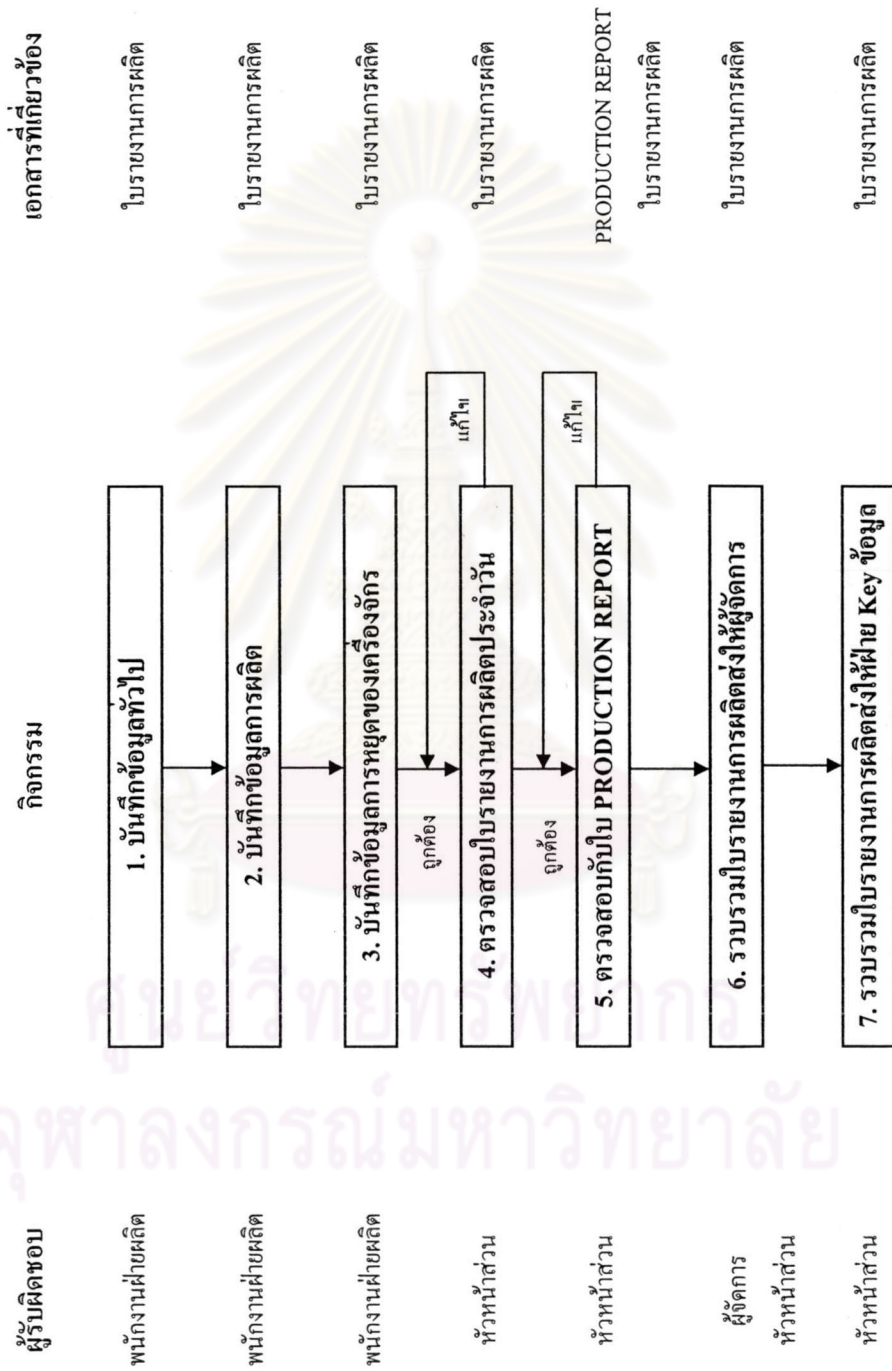 ผู้รับผิดชอบ กิจกรรม เอกสารที่เกี่ยวข้อง
พนักงานฝ่ายผลิต 1. บันทึกข้อมูลทั่วไป ใบรายงานการผลิต
พนักงานฝ่ายผลิต 2. บันทึกข้อมูลการผลิต ใบรายงานการผลิต
พนักงานฝ่ายผลิต 3. บันทึกข้อมูลการหยุดของเครื่องจักร ใบรายงานการผลิต
ถูกต้อง แก้ไข
หัวหน้าส่วน 4. ตรวจสอบใบรายงานการผลิตประจำวัน ใบรายงานการผลิต
ถูกต้อง แก้ไข
หัวหน้าส่วน 5. ตรวจสอบกับใบ PRODUCTION REPORT PRODUCTION REPORT
ใบรายงานการผลิต
ผู้จัดการ 6. รวบรวมใบรายงานการผลิตส่งให้ผู้จัดการ ใบรายงานการผลิต
หัวหน้าส่วน
หัวหน้าส่วน 7. รวบรวมใบรายงานการผลิตส่งให้ฝ่าย Key ข้อมูล ใบรายงานการผลิต
ศูนย์วิทยทรัพยากร
จุฬาลงกรณ์มหาวิทยาลัย